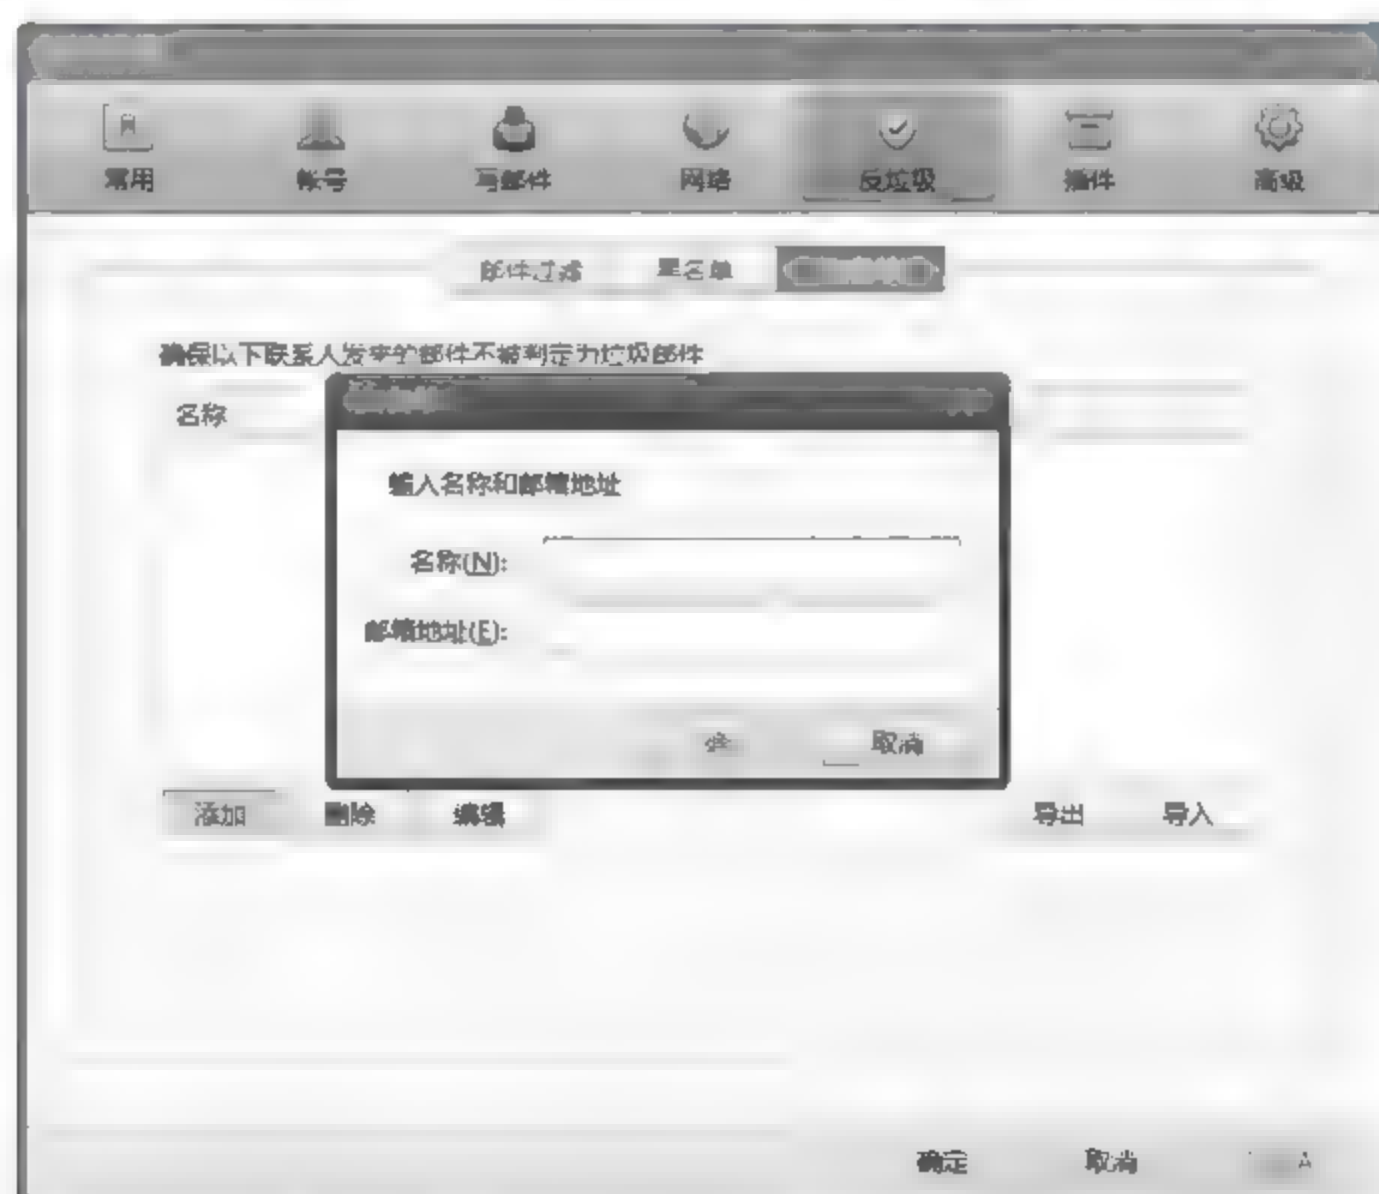 常用 帐号 写邮件 网络 反垃圾 插件 高级
邮件过滤 黑名单
确保以下联系人发来的邮件不被判定为垃圾邮件
名称
输入名称和邮箱地址
名称(N):
邮箱地址(E):
取消
添加 删除 编辑 导出 导入
确定 取消